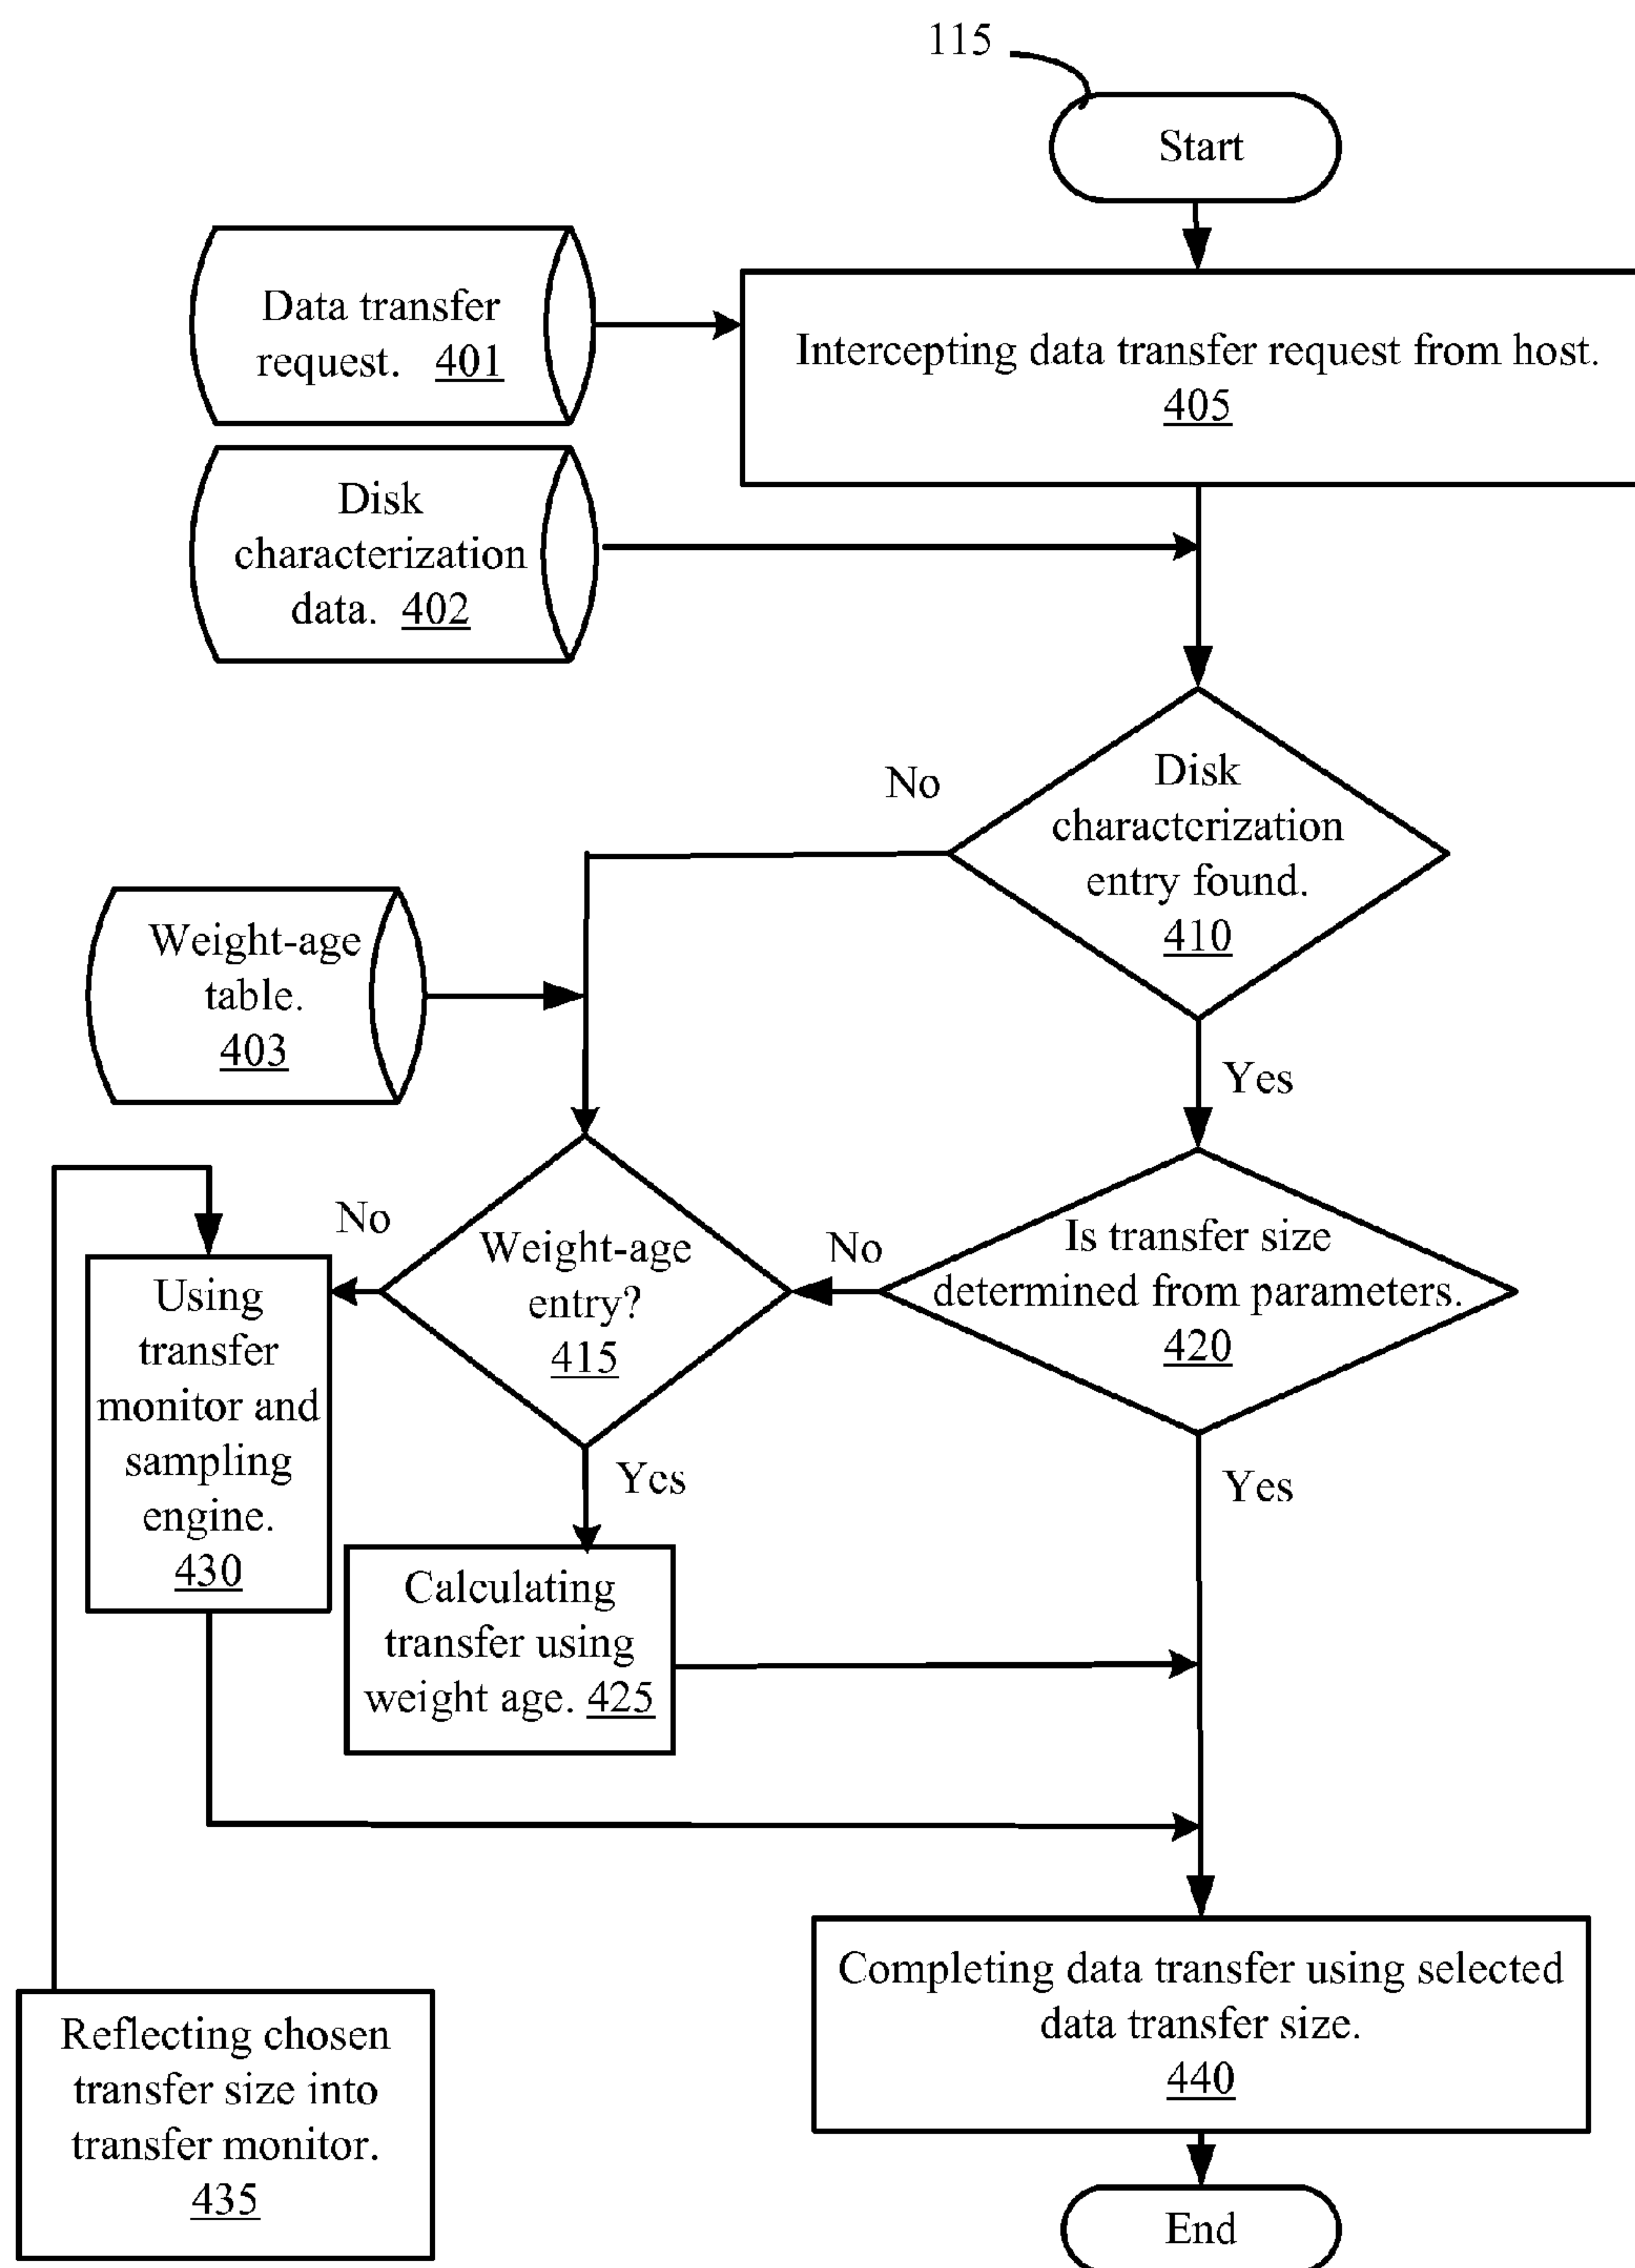 115
Start
Data transfer
request. 401
Intercepting data transfer request from host.
405
Disk
characterization
data. 402
Disk
characterization
entry found.
410
No
Yes
Weight-age
table.
403
Weight-age
entry?
415
No
Yes
Is transfer size
determined from parameters.
420
No
Yes
Using
transfer
monitor and
sampling
engine.
430
Calculating
transfer using
weight age. 425
Reflecting chosen
transfer size into
transfer monitor.
435
Completing data transfer using selected
data transfer size.
440
End